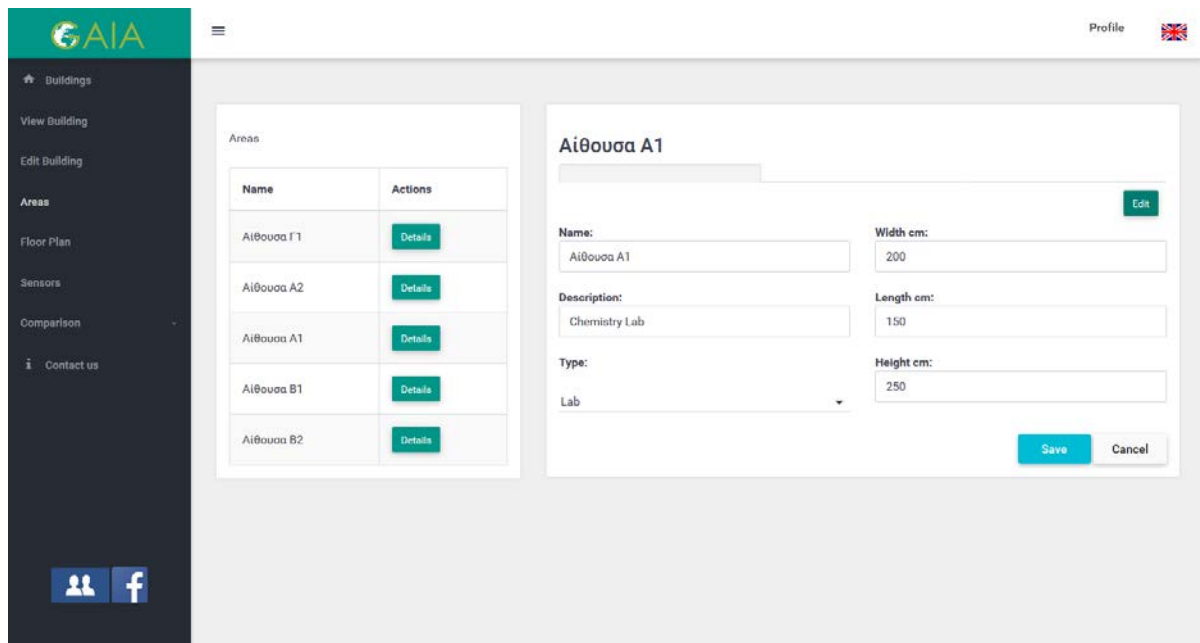 GAIA
Profile
Buildings
View Building
Edit Building
Areas
Floor Plan
Sensors
Comparison
Contact us
Areas
Name Actions
Αίθουσα Γ1 Details
Αίθουσα Α2 Details
Αίθουσα Α1 Details
Αίθουσα Β1 Details
Αίθουσα Β2 Details
Αίθουσα Α1
Edit
Name: Width cm:
Αίθουσα Α1 200
Description: Length cm:
Chemistry Lab 150
Type: Height cm:
Lab 250
Save Cancel